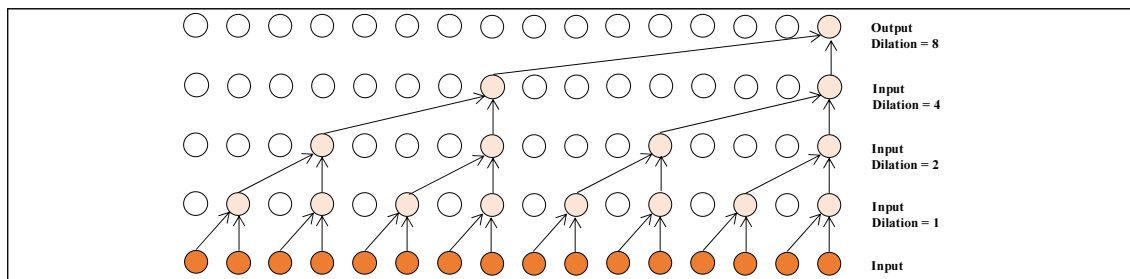 Output
Dilation = 8
Input
Dilation = 4
Input
Dilation = 2
Input
Dilation = 1
Input